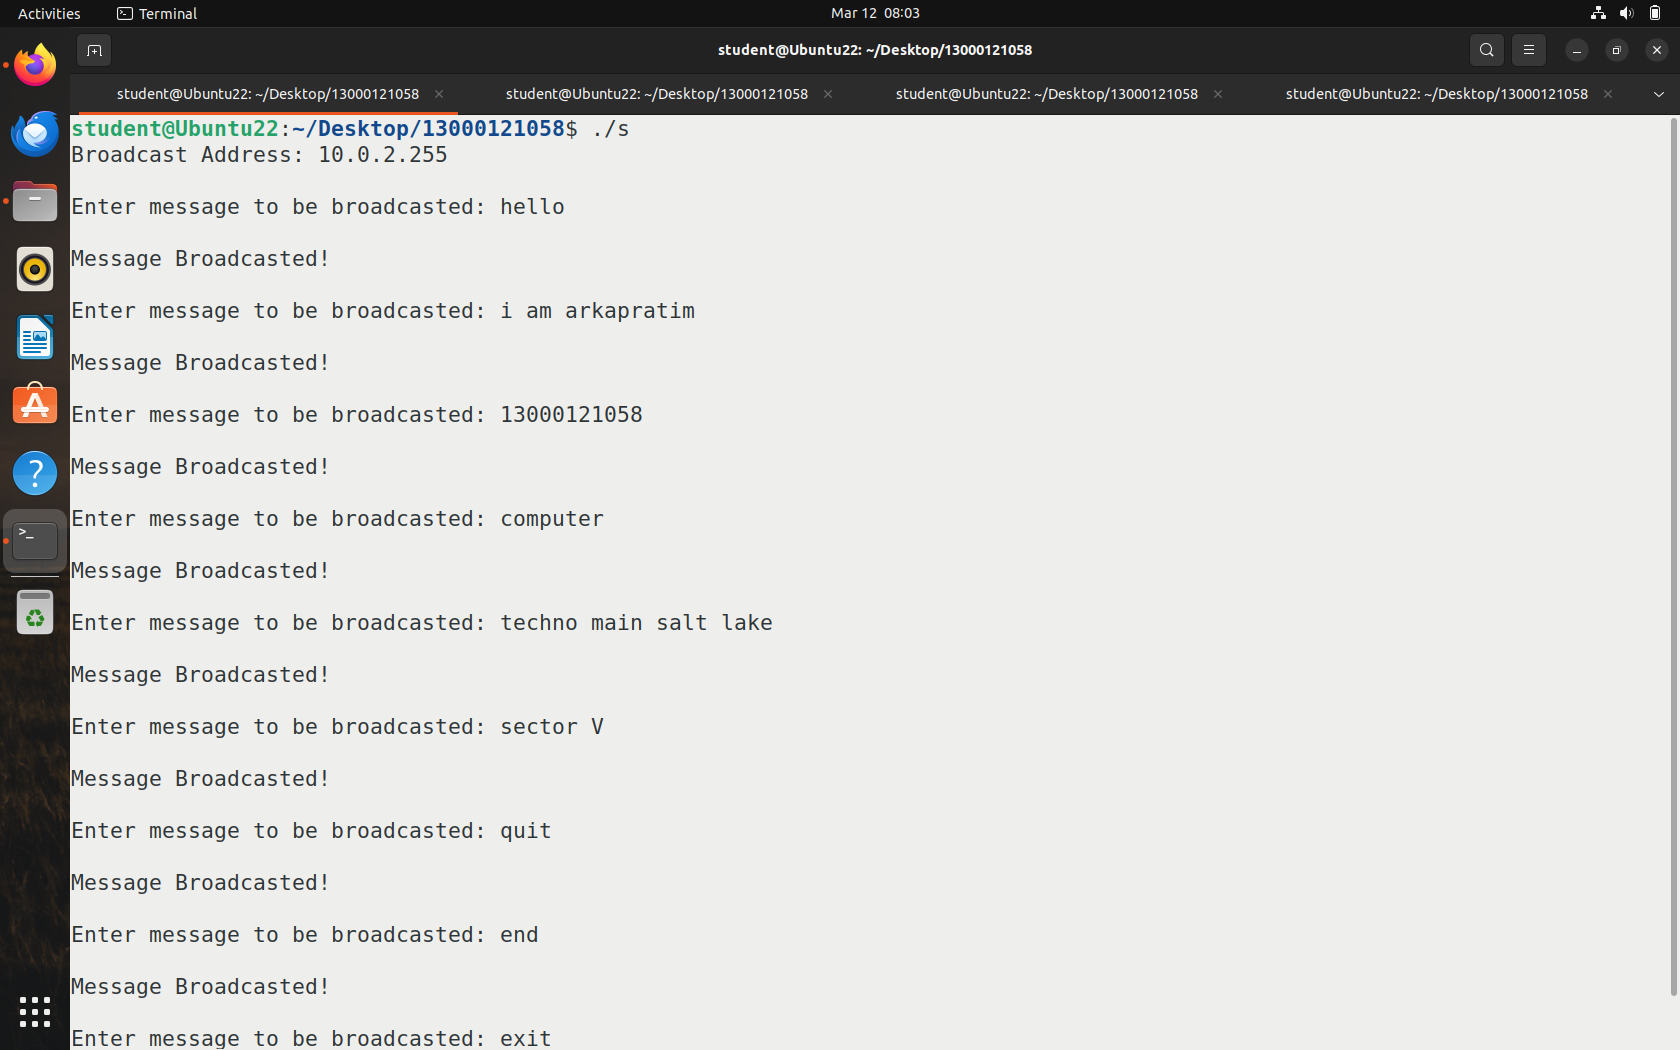 Activities Terminal Mar 12 08:03
student@Ubuntu22: ~/Desktop/13000121058
student@Ubuntu22: ~/Desktop/13000121058 × student@Ubuntu22: ~/Desktop/13000121058 × student@Ubuntu22: ~/Desktop/13000121058 × student@Ubuntu22: ~/Desktop/13000121058 ×
student@Ubuntu22:~/Desktop/13000121058$ ./s
Broadcast Address: 10.0.2.255
Enter message to be broadcasted: hello
Message Broadcasted!
Enter message to be broadcasted: i am arkapratim
Message Broadcasted!
Enter message to be broadcasted: 13000121058
Message Broadcasted!
Enter message to be broadcasted: computer
Message Broadcasted!
Enter message to be broadcasted: techno main salt lake
Message Broadcasted!
Enter message to be broadcasted: sector V
Message Broadcasted!
Enter message to be broadcasted: quit
Message Broadcasted!
Enter message to be broadcasted: end
Message Broadcasted!
Enter message to be broadcasted: exit